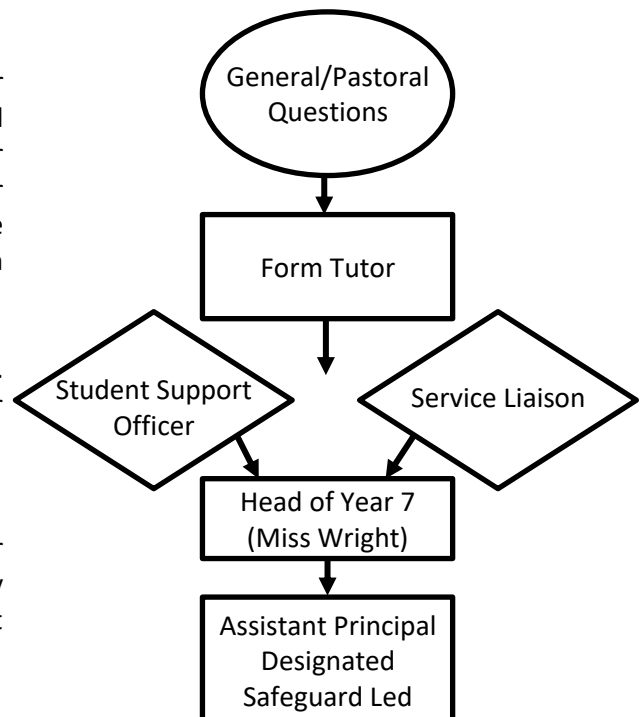 General/Pastoral
Questions
Form Tutor
Student Support
Officer
Service Liaison
Head of Year 7
(Miss Wright)
Assistant Principal
Designated
Safeguard Led